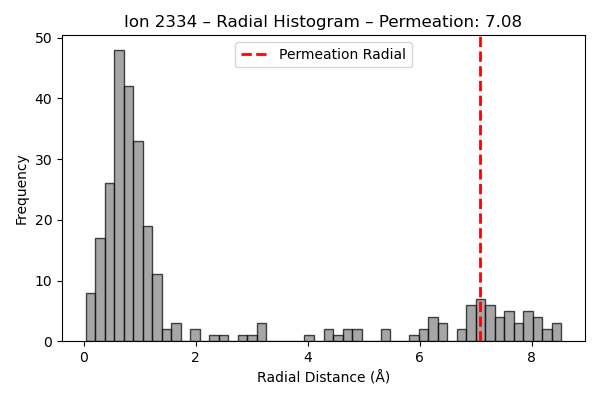 Ion 2334 – Radial Histogram – Permeation: 7.08
Permeation Radial
Frequency
50
40
30
20
10
0
0 2 4 6 8
Radial Distance (Å)